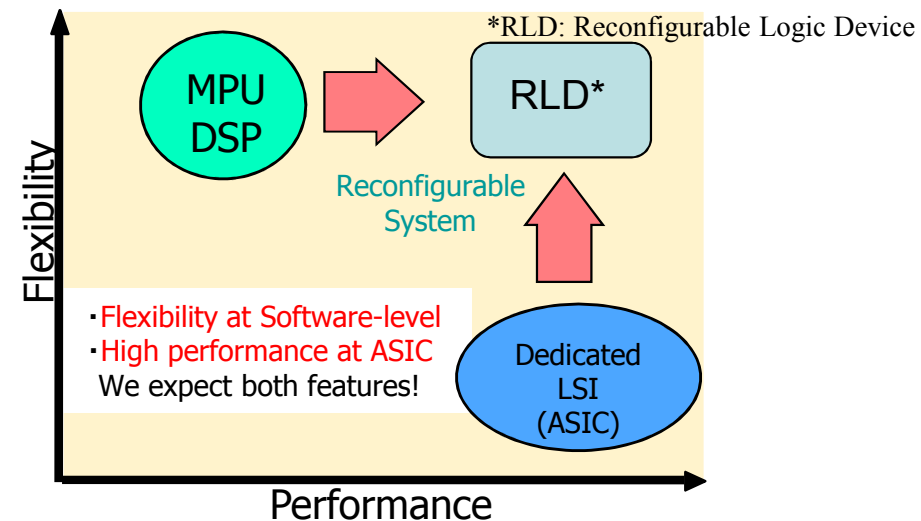 *RLD: Reconfigurable Logic Device
MPU
DSP
RLD*
Reconfigurable
System
Flexibility
・Flexibility at Software-level
・High performance at ASIC
We expect both features!
Dedicated
LSI
(ASIC)
Performance